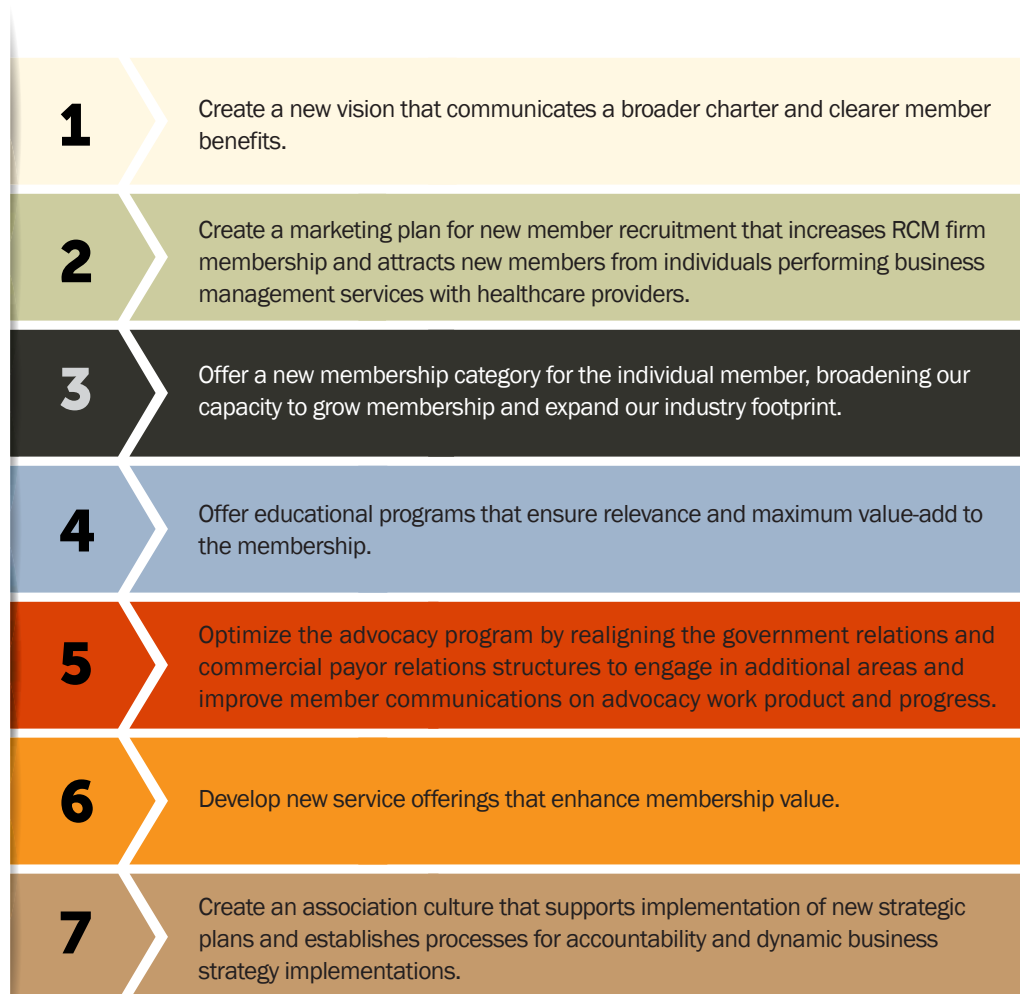 1
Create a new vision that communicates a broader charter and clearer member
benefits.
2
Create a marketing plan for new member recruitment that increases RCM firm
membership and attracts new members from individuals performing business
management services with healthcare providers.
3
Offer a new membership category for the individual member, broadening our
capacity to grow membership and expand our industry footprint.
4
Offer educational programs that ensure relevance and maximum value-add to
the membership.
5
Optimize the advocacy program by realigning the government relations and
commercial payor relations structures to engage in additional areas and
improve member communications on advocacy work product and progress.
6
Develop new service offerings that enhance membership value.
7
Create an association culture that supports implementation of new strategic
plans and establishes processes for accountability and dynamic business
strategy implementations.